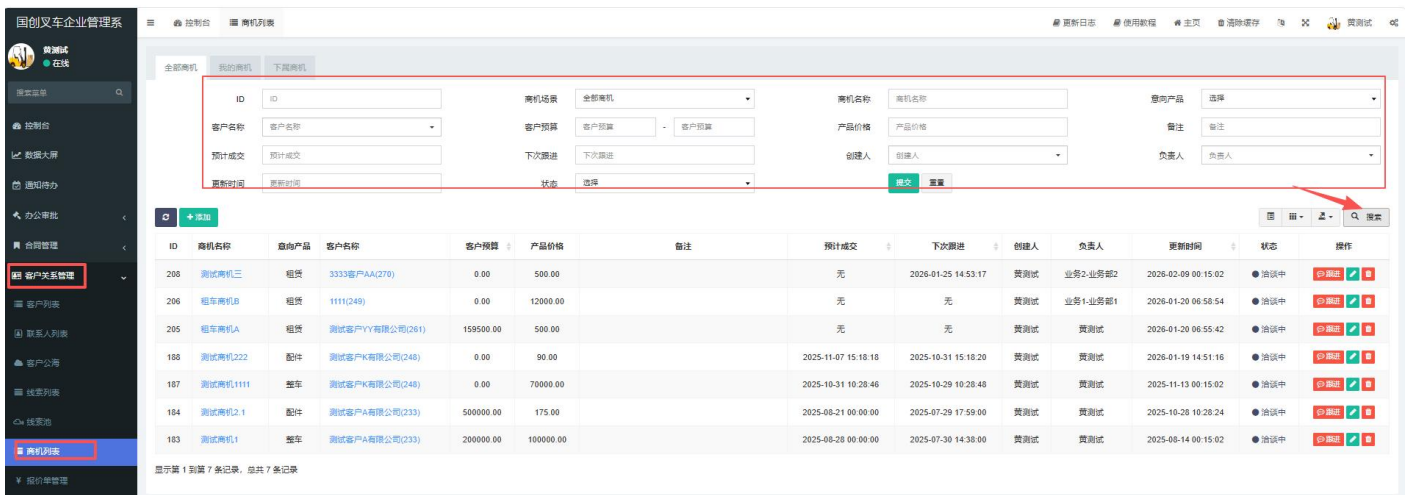 国创叉车企业管理系
控制台
商机列表
更新日志
使用教程
主页
清除缓存
黄测试
黄测试
在线
搜索菜单
控制台
数据大屏
通知待办
办公审批
合同管理
客户关系管理
客户列表
联系人列表
客户公海
线索列表
线索池
商机列表
¥ 报价单管理
全部商机 我的商机 下属商机
ID ID 商机场景 全部商机 商机名称 商机名称 意向产品 选择
客户名称 客户名称 客户预算 客户预算 - 客户预算 产品价格 产品价格 备注 备注
预计成交 预计成交 下次跟进 下次跟进 创建人 创建人 负责人 负责人
更新时间 更新时间 状态 选择 提交 重置
+ 添加 搜索
ID 商机名称 意向产品 客户名称 客户预算 产品价格 备注 预计成交 下次跟进 创建人 负责人 更新时间 状态 操作
208 测试商机三 租赁 3333客户AA(270) 0.00 500.00 无 2026-01-25 14:53:17 黄测试 业务2-业务部2 2026-02-09 00:15:02 洽谈中 跟进
206 租车商机B 租赁 1111(249) 0.00 12000.00 无 无 黄测试 业务1-业务部1 2026-01-20 06:58:54 洽谈中 跟进
205 租车商机A 租赁 测试客户YY有限公司(261) 159500.00 500.00 无 无 黄测试 黄测试 2026-01-20 06:55:42 洽谈中 跟进
188 测试商机222 配件 测试客户K有限公司(248) 0.00 90.00 2025-11-07 15:18:18 2025-10-31 15:18:20 黄测试 黄测试 2026-01-19 14:51:16 洽谈中 跟进
187 测试商机1111 整车 测试客户K有限公司(248) 0.00 70000.00 2025-10-31 10:28:46 2025-10-29 10:28:48 黄测试 黄测试 2025-11-13 00:15:02 洽谈中 跟进
184 测试商机2.1 配件 测试客户A有限公司(233) 500000.00 175.00 2025-08-21 00:00:00 2025-07-29 17:59:00 黄测试 黄测试 2025-10-28 10:28:24 洽谈中 跟进
183 测试商机1 整车 测试客户A有限公司(233) 200000.00 100000.00 2025-08-28 00:00:00 2025-07-30 14:38:00 黄测试 黄测试 2025-08-14 00:15:02 洽谈中 跟进
显示第 1 到第 7 条记录，总共 7 条记录